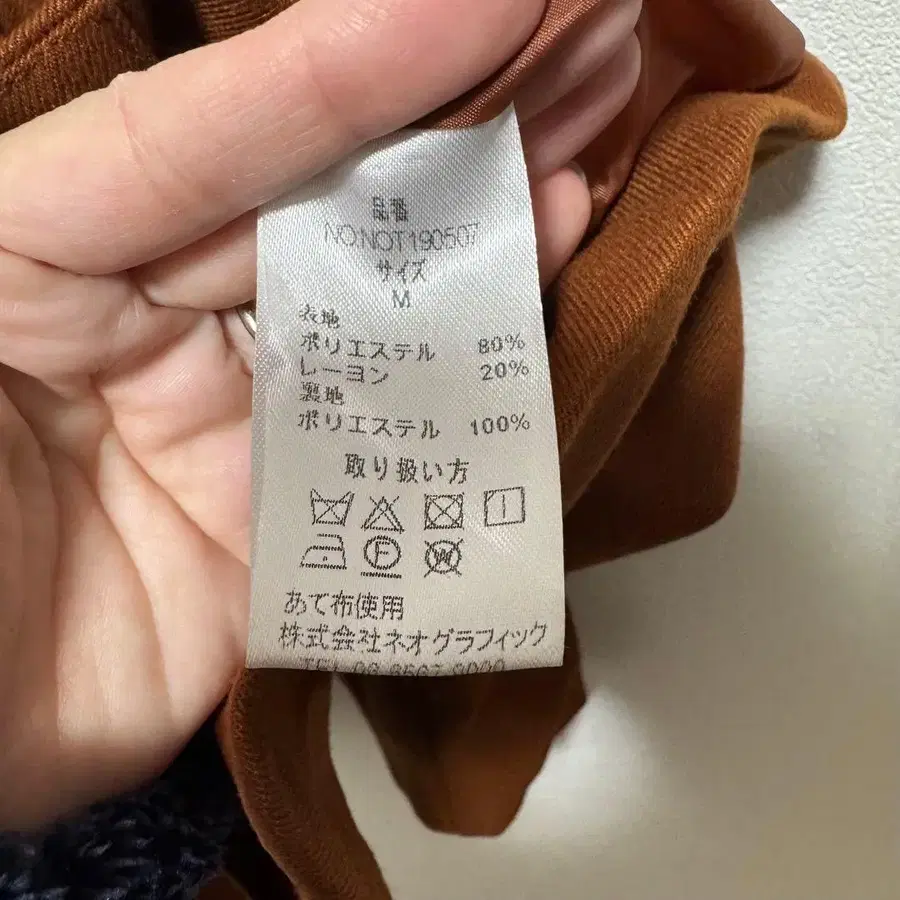 品番
NO:NOT190507
サイズ
M
表地
ポリエステル 80%
レーヨン 20%
裏地
ポリエステル 100%
取り扱い方
あて布使用
株式会社ネオグラフィック
TEL